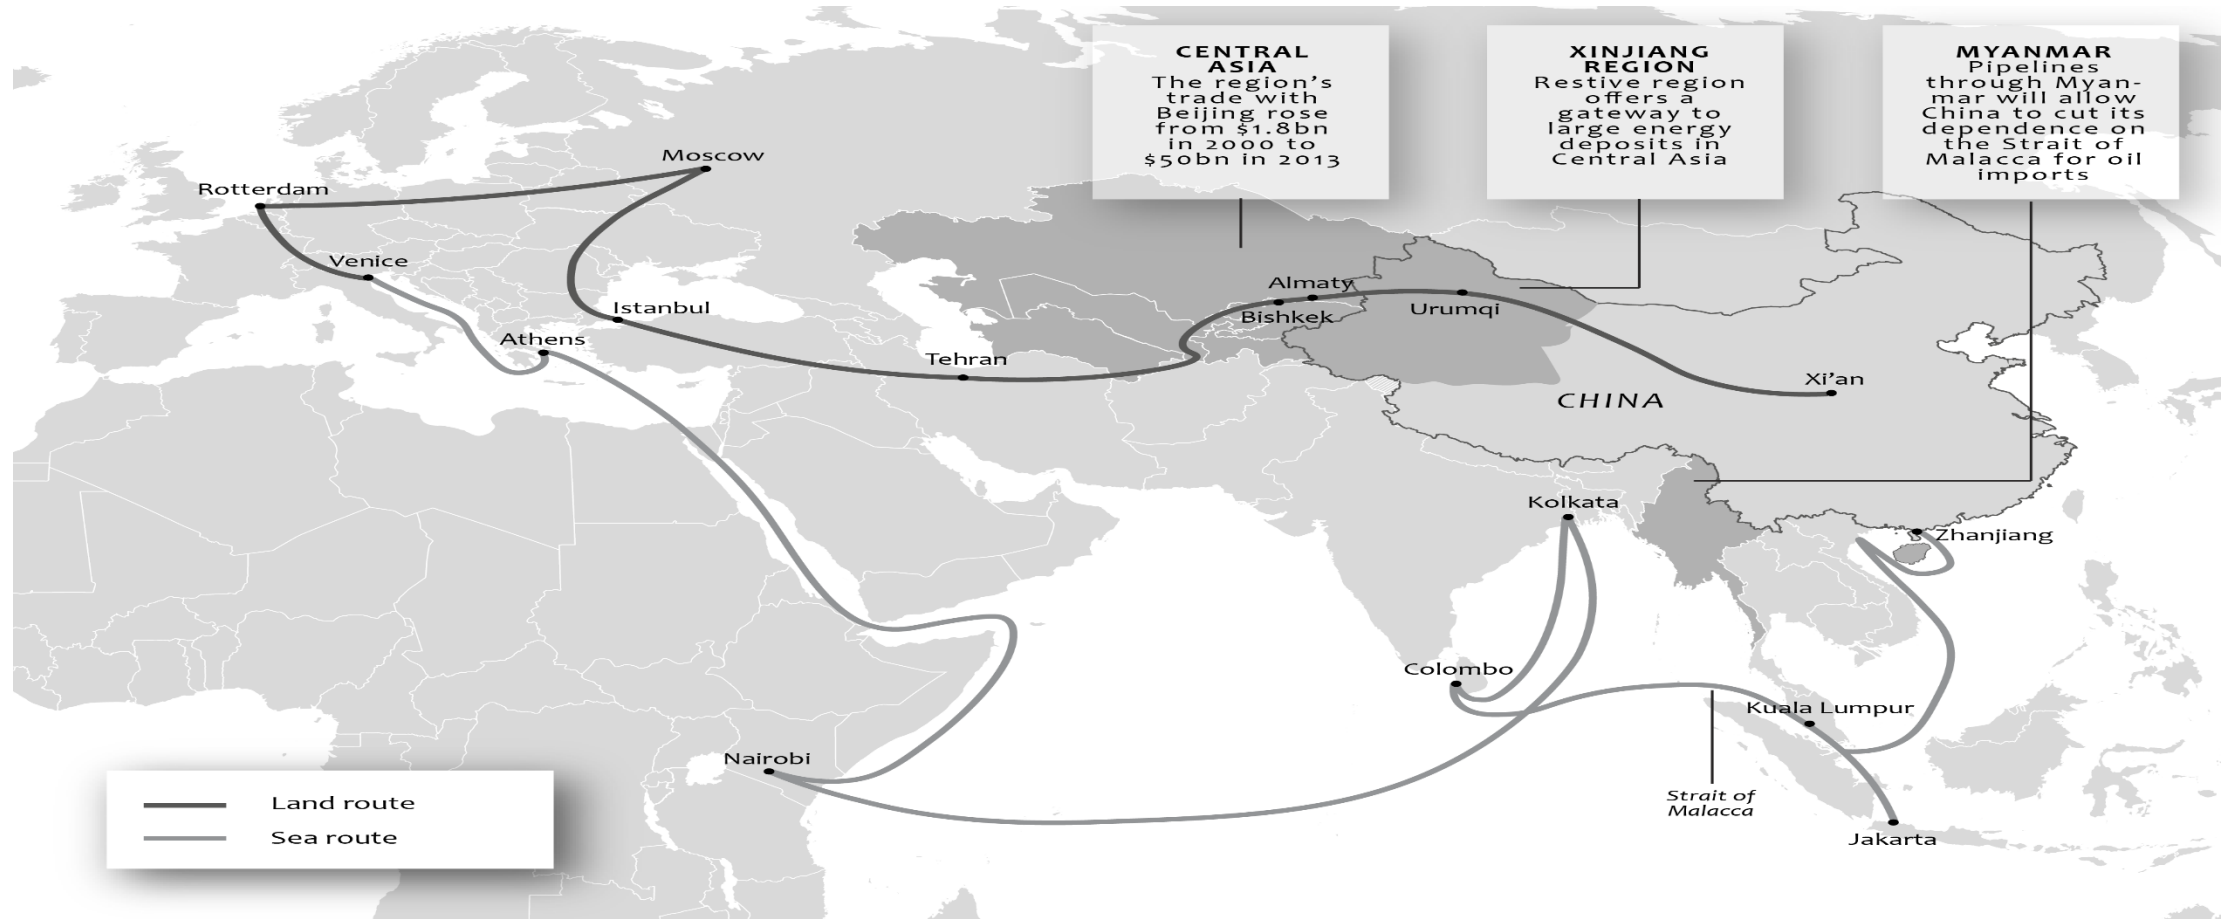 CENTRAL
ASIA
The region's
trade with
Beijing rose
from $1.8bn
in 2000 to
$50bn in 2013
XINJIANG
REGION
Restive region
offers a
gateway to
large energy
deposits in
Central Asia
MYANMAR
Pipelines
through Myan-
mar will allow
China to cut its
dependence on
the Strait of
Malacca for oil
imports
Moscow
Rotterdam
Venice
Istanbul
Athens
Tehran
Almaty
Bishkek
Urumqi
Xi'an
CHINA
Kolkata
Zhanjiang
Colombo
Kuala Lumpur
Nairobi
Strait of
Malacca
Jakarta
Land route
Sea route